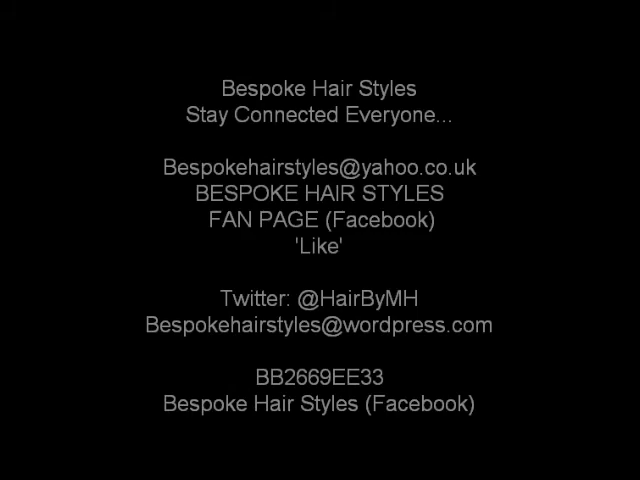 Bespoke Hair Styles
Stay Connected Everyone...
Bespokehairstyles@yahoo.co.uk
BESPOKE HAIR STYLES
FAN PAGE (Facebook)
'Like'
Twitter: @HairByMH
Bespokehairstyles@wordpress.com
BB2669EE33
Bespoke Hair Styles (Facebook)